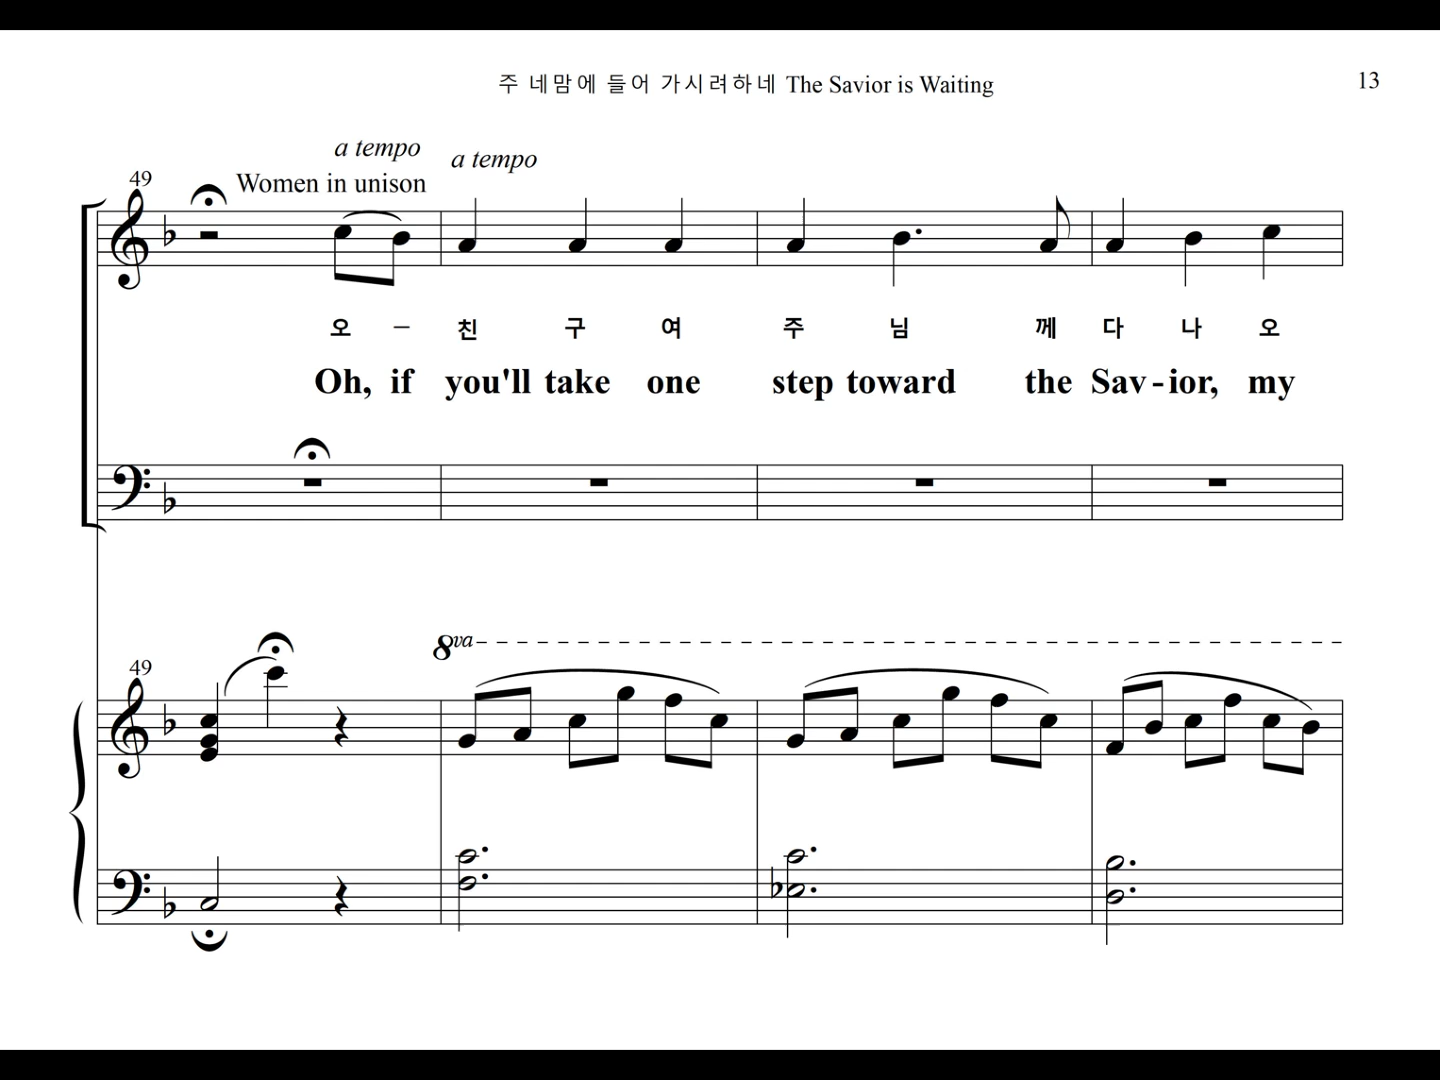 주 네맘에 들어 가시려하네 The Savior is Waiting
13
a tempo
a tempo
49
Women in unison
오 – 친 구 여 주 님 께 다 나 오
Oh, if you'll take one step toward the Sav - ior, my
8va
49